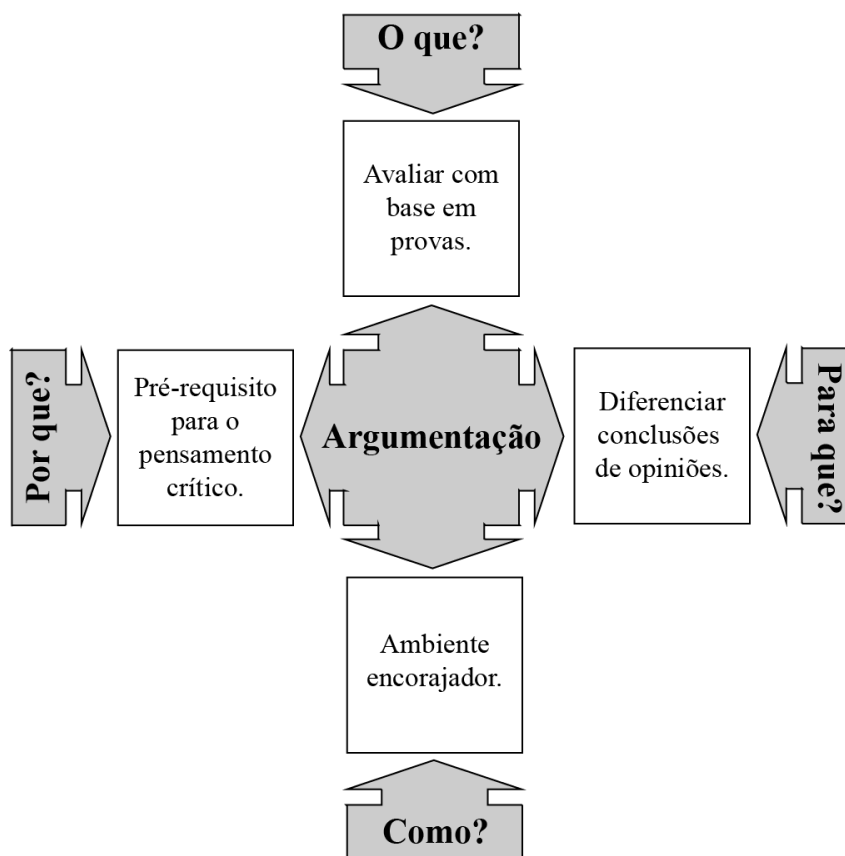 O que?
Avaliar com
base em
provas.
Por que?
Pré-requisito
para o
pensamento
crítico.
Argumentação
Diferenciar
conclusões
de opiniões.
Para que?
Ambiente
encorajador.
Como?